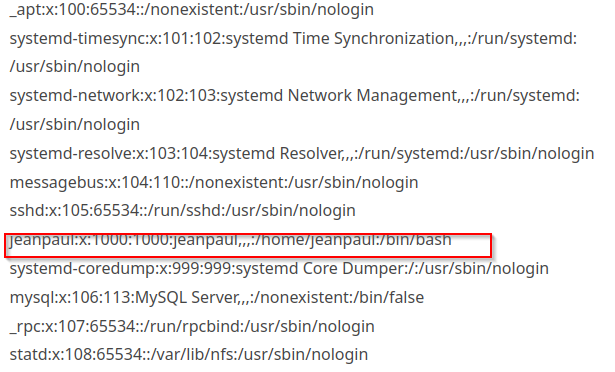 _apt:x:100:65534::/nonexistent:/usr/sbin/nologin
systemd-timesync:x:101:102:systemd Time Synchronization,,,:/run/systemd:
/usr/sbin/nologin
systemd-network:x:102:103:systemd Network Management,,,:/run/systemd:
/usr/sbin/nologin
systemd-resolve:x:103:104:systemd Resolver,,,:/run/systemd:/usr/sbin/nologin
messagebus:x:104:110::/nonexistent:/usr/sbin/nologin
sshd:x:105:65534::/run/sshd:/usr/sbin/nologin
jeanpaul:x:1000:1000:jeanpaul,,,:/home/jeanpaul:/bin/bash
systemd-coredump:x:999:999:systemd Core Dumper:/:/usr/sbin/nologin
mysql:x:106:113:MySQL Server,,,:/nonexistent:/bin/false
_rpc:x:107:65534::/run/rpcbind:/usr/sbin/nologin
statd:x:108:65534::/var/lib/nfs:/usr/sbin/nologin